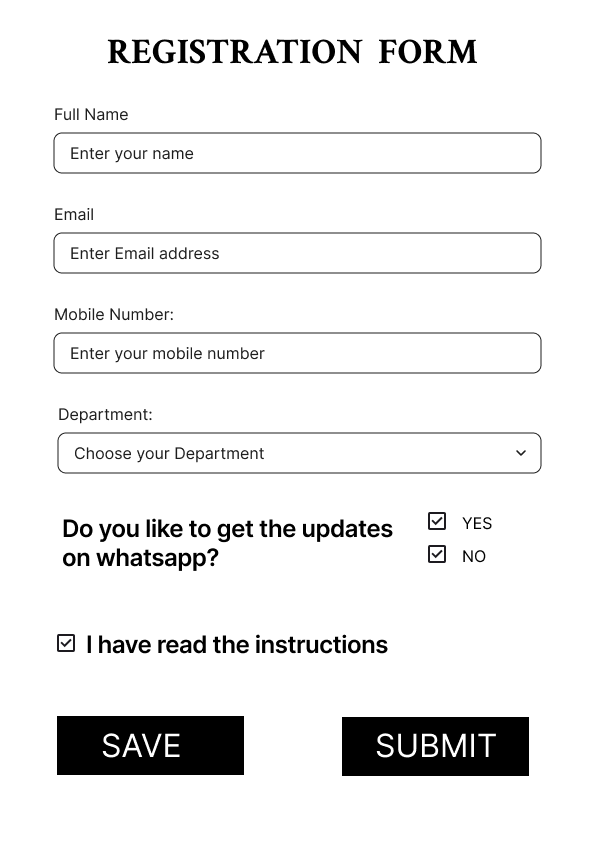 REGISTRATION FORM
Full Name
Enter your name
Email
Enter Email address
Mobile Number:
Enter your mobile number
Department:
Choose your Department
Do you like to get the updates
on whatsapp?
YES
NO
I have read the instructions
SAVE
SUBMIT